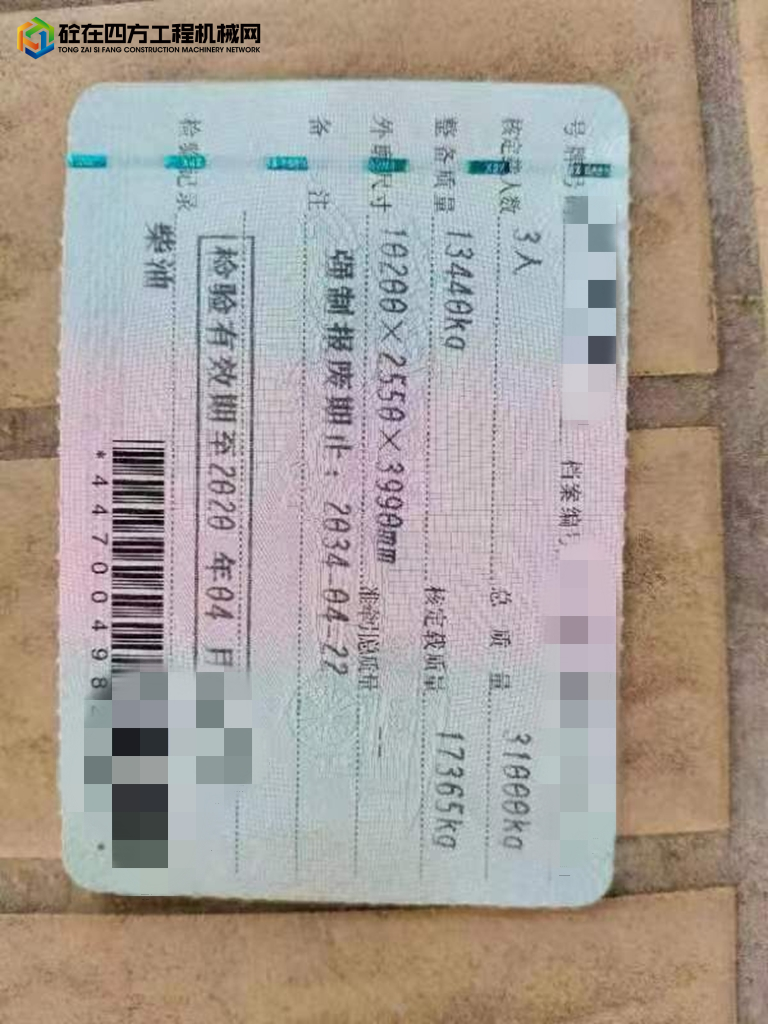 砼在四方工程机械网
TONG ZAI SI FANG CONSTRUCTION MACHINERY NETWORK
号牌号 档案编号
核定载人数 3人 总质量 31000kg
整备质量 13440kg 核定载质量 17365kg
外廓尺寸 10200×2550×3990mm 准牵引总质量 --
备注 强制报废期止：2034-04-22
检验有效期至2020年04月
检验记录
柴油
*44700498
*